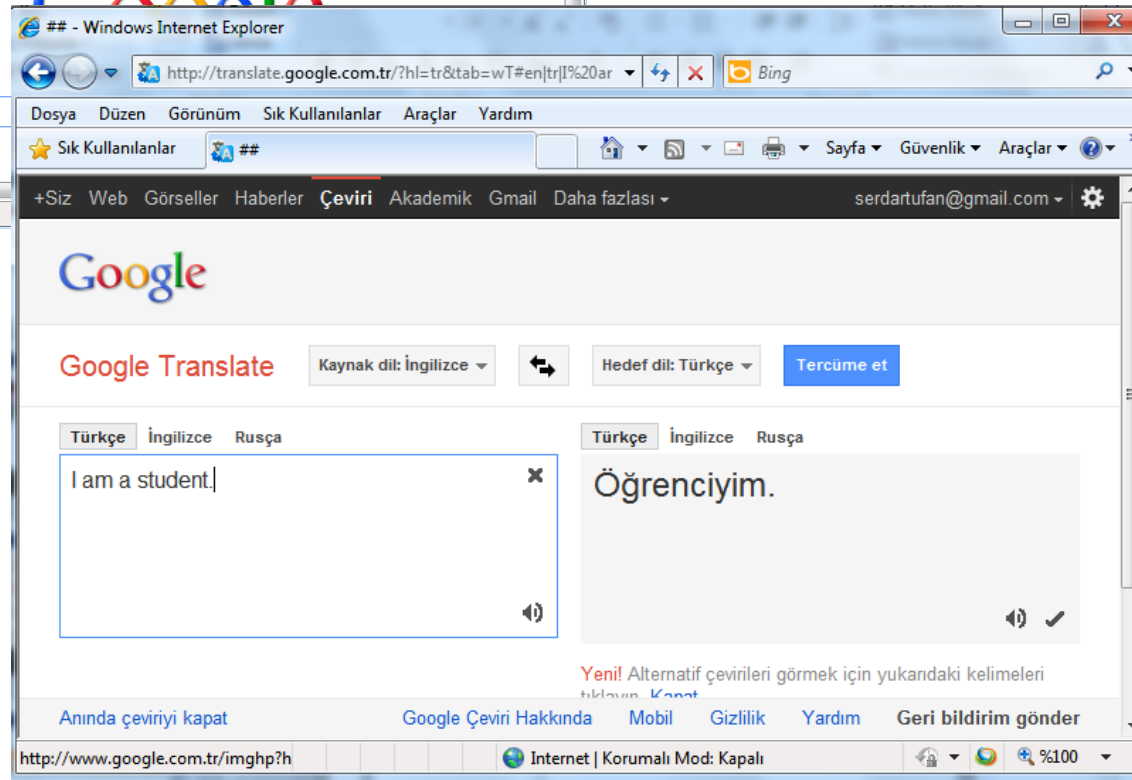 ## - Windows Internet Explorer
http://translate.google.com.tr/?hl=tr&tab=wT#en|tr|I%20ar Bing
Dosya Düzen Görünüm Sık Kullanılanlar Araçlar Yardım
Sık Kullanılanlar ## Sayfa Güvenlik Araçlar
+Siz Web Görseller Haberler Çeviri Akademik Gmail Daha fazlası serdartufan@gmail.com
Google
Google Translate Kaynak dil: İngilizce Hedef dil: Türkçe Tercüme et
Türkçe İngilizce Rusça Türkçe İngilizce Rusça
I am a student. Öğrenciyim.
Yeni! Alternatif çevirileri görmek için yukarıdaki kelimeleri
tıklayın. Kapat
Anında çeviriyi kapat Google Çeviri Hakkında Mobil Gizlilik Yardım Geri bildirim gönder
http://www.google.com.tr/imghp?h Internet | Korumalı Mod: Kapalı %100